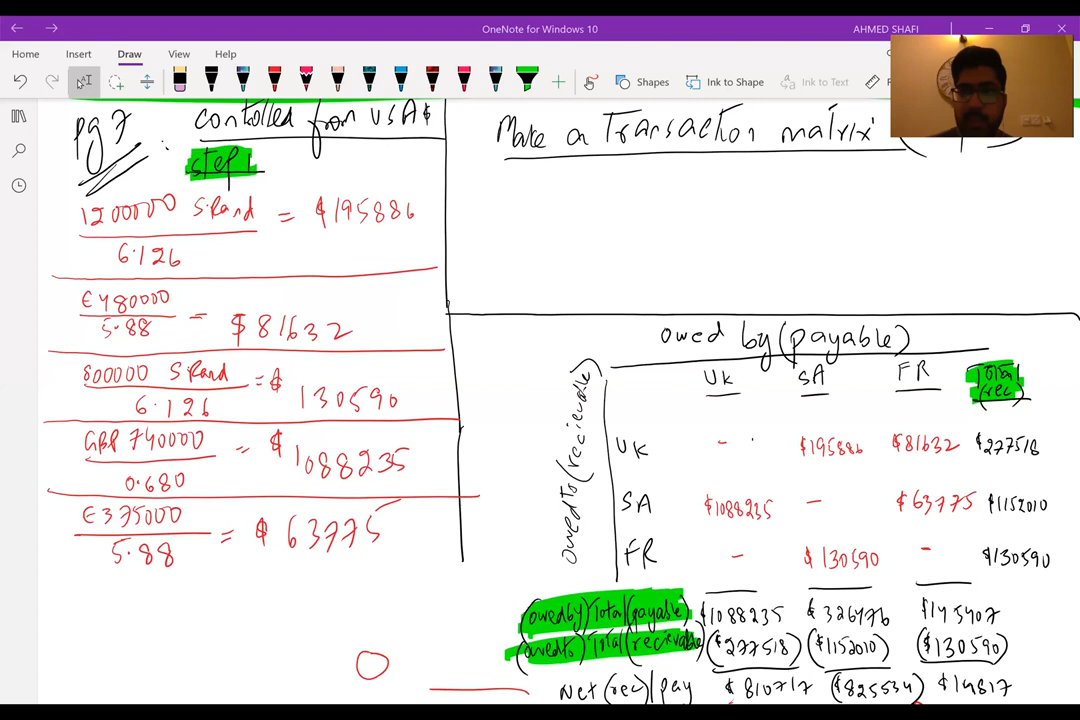 OneNote for Windows 10
AHMED SHAFI
Home Insert Draw View Help
Shapes Ink to Shape Ink to Text
Pg 7
controlled from USA$
Step 1
1200000 S.Rand = $195886
6.126
€480000 = $81632
5.88
800000 S.Rand = $ 130590
6.126
GBP 740000 = $ 1088235
0.680
€375000 = $ 63775
5.88
Make a Transaction matrix
owed by (payable)
owed to (recievable)
UK SA FR Total (rec)
UK - $195886 $81632 $277518
SA $1088235 - $63775 $1152010
FR - $130590 - $130590
(owed by) Total (payable) $1088235 $326476 $145407
(owed to) Total (recievable) ($277518) ($1152010) ($130590)
Net (rec) / pay $810717 ($825534) $14817